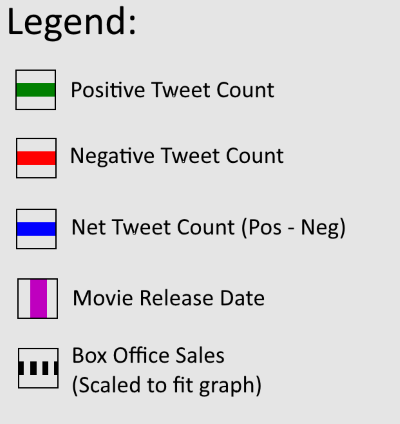 Legend:
Positive Tweet Count
Negative Tweet Count
Net Tweet Count (Pos - Neg)
Movie Release Date
Box Office Sales
(Scaled to fit graph)